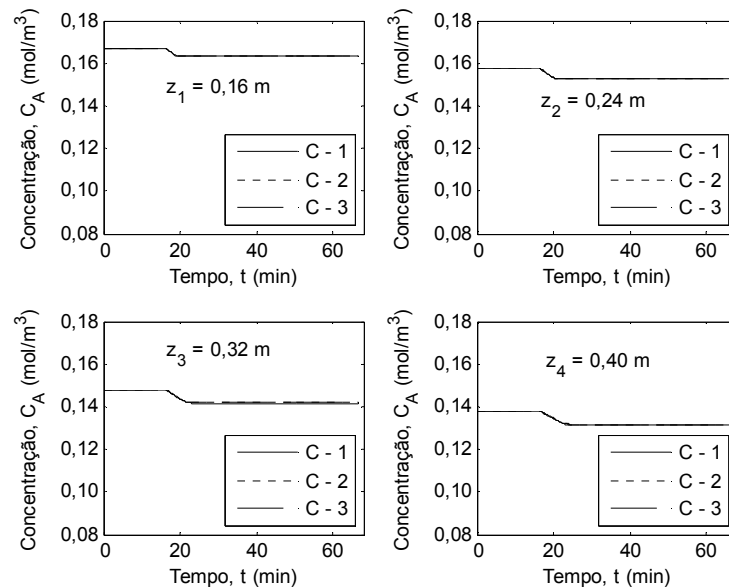 Concentração, C_A (mol/m³)
0,18
0,16
0,14
0,12
0,10
0,08
z_1 = 0,16 m
C - 1
C - 2
C - 3
0 20 40 60
Tempo, t (min)
Concentração, C_A (mol/m³)
0,18
0,16
0,14
0,12
0,10
0,08
z_2 = 0,24 m
C - 1
C - 2
C - 3
0 20 40 60
Tempo, t (min)
Concentração, C_A (mol/m³)
0,18
0,16
0,14
0,12
0,10
0,08
z_3 = 0,32 m
C - 1
C - 2
C - 3
0 20 40 60
Tempo, t (min)
Concentração, C_A (mol/m³)
0,18
0,16
0,14
0,12
0,10
0,08
z_4 = 0,40 m
C - 1
C - 2
C - 3
0 20 40 60
Tempo, t (min)